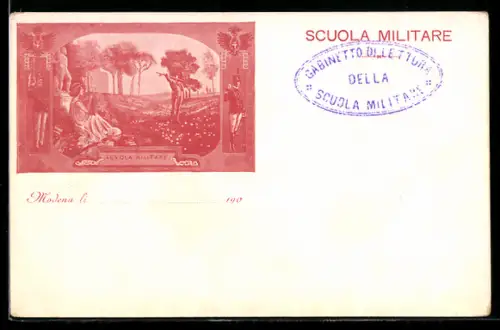 SCUOLA MILITARE
GABINETTO DI LETTURA
DELLA
SCUOLA MILITARE
SCUOLA MILITARE
Modena li 190